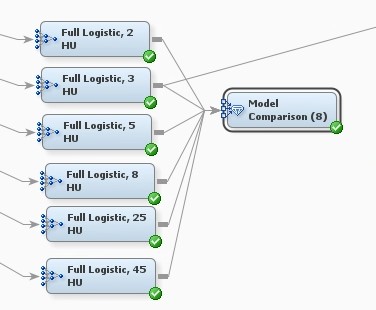 Full Logistic, 2
HU
Full Logistic, 3
HU
Full Logistic, 5
HU
Full Logistic, 8
HU
Full Logistic, 25
HU
Full Logistic, 45
HU
Model
Comparison (8)